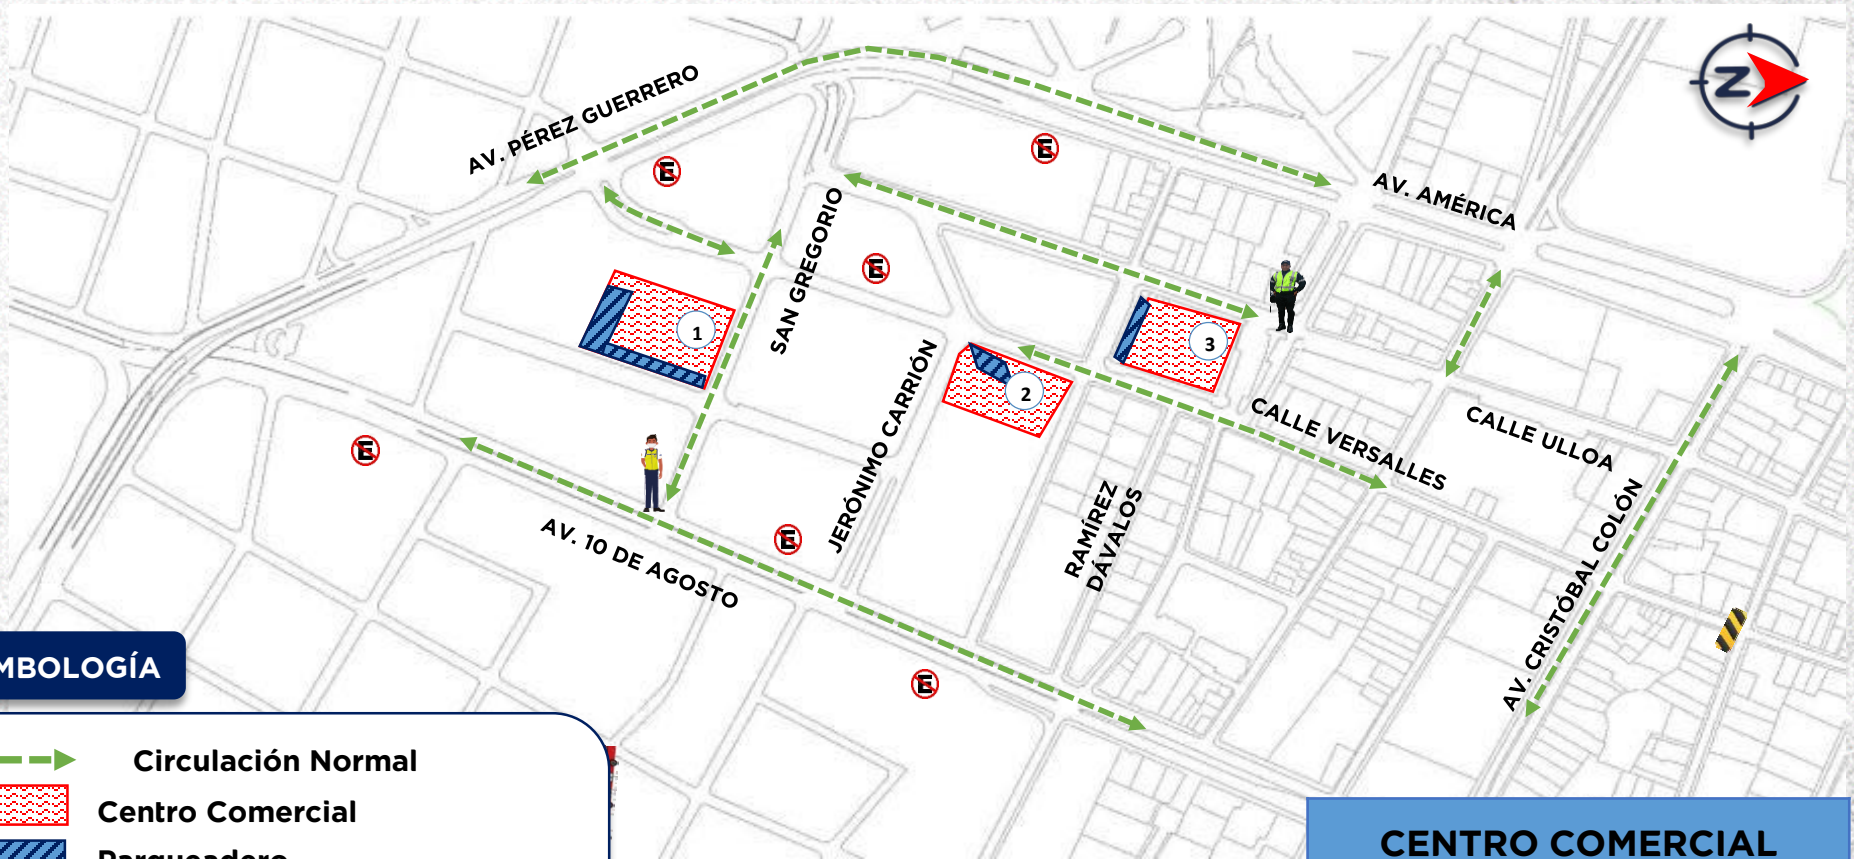 AV. PÉREZ GUERRERO
Z
E
E
AV. AMÉRICA
SAN GREGORIO
E
1
3
2
JERÓNIMO CARRIÓN
CALLE VERSALLES
CALLE ULLOA
E
AV. 10 DE AGOSTO
E
RAMÍREZ
DÁVALOS
AV. CRISTÓBAL COLÓN
E
MBOLOGÍA
Circulación Normal
Centro Comercial
Parqueadero
CENTRO COMERCIAL